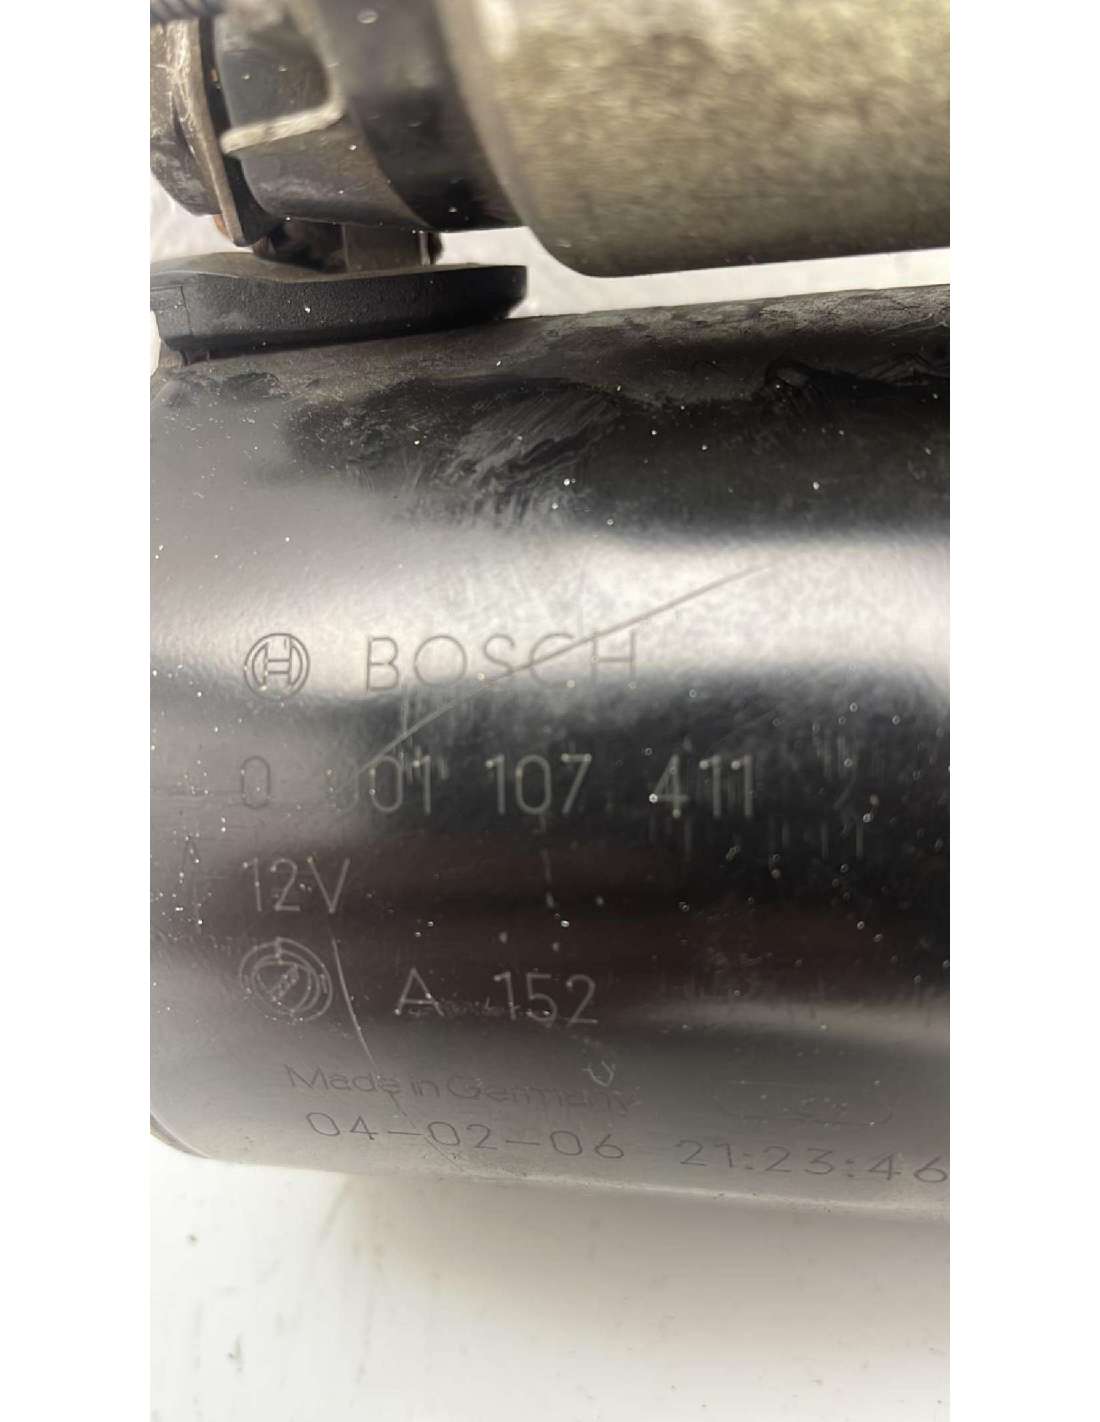 BOSCH
0 001 107 411
12V
A 152
Made in Germany
04-02-06 21:23:46